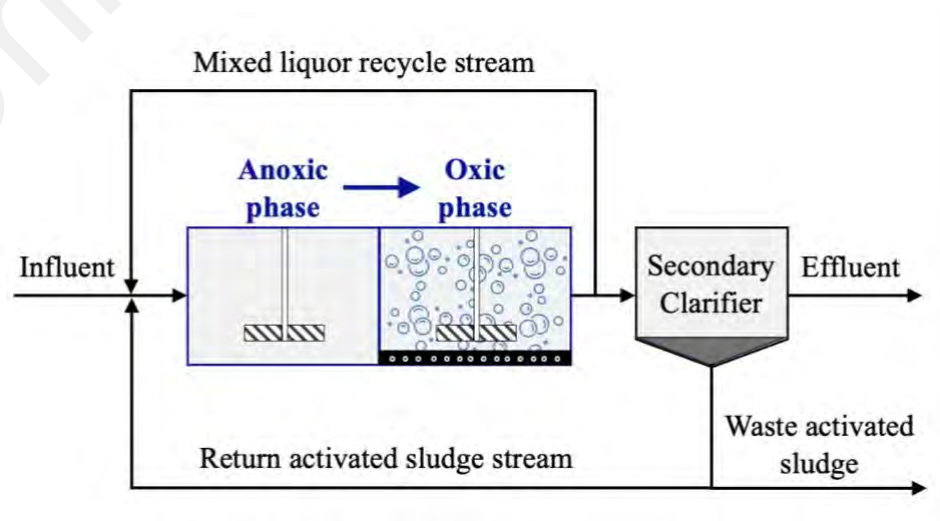 Mixed liquor recycle stream
Anoxic
phase
Oxic
phase
Influent
Secondary
Clarifier
Effluent
Return activated sludge stream
Waste activated
sludge